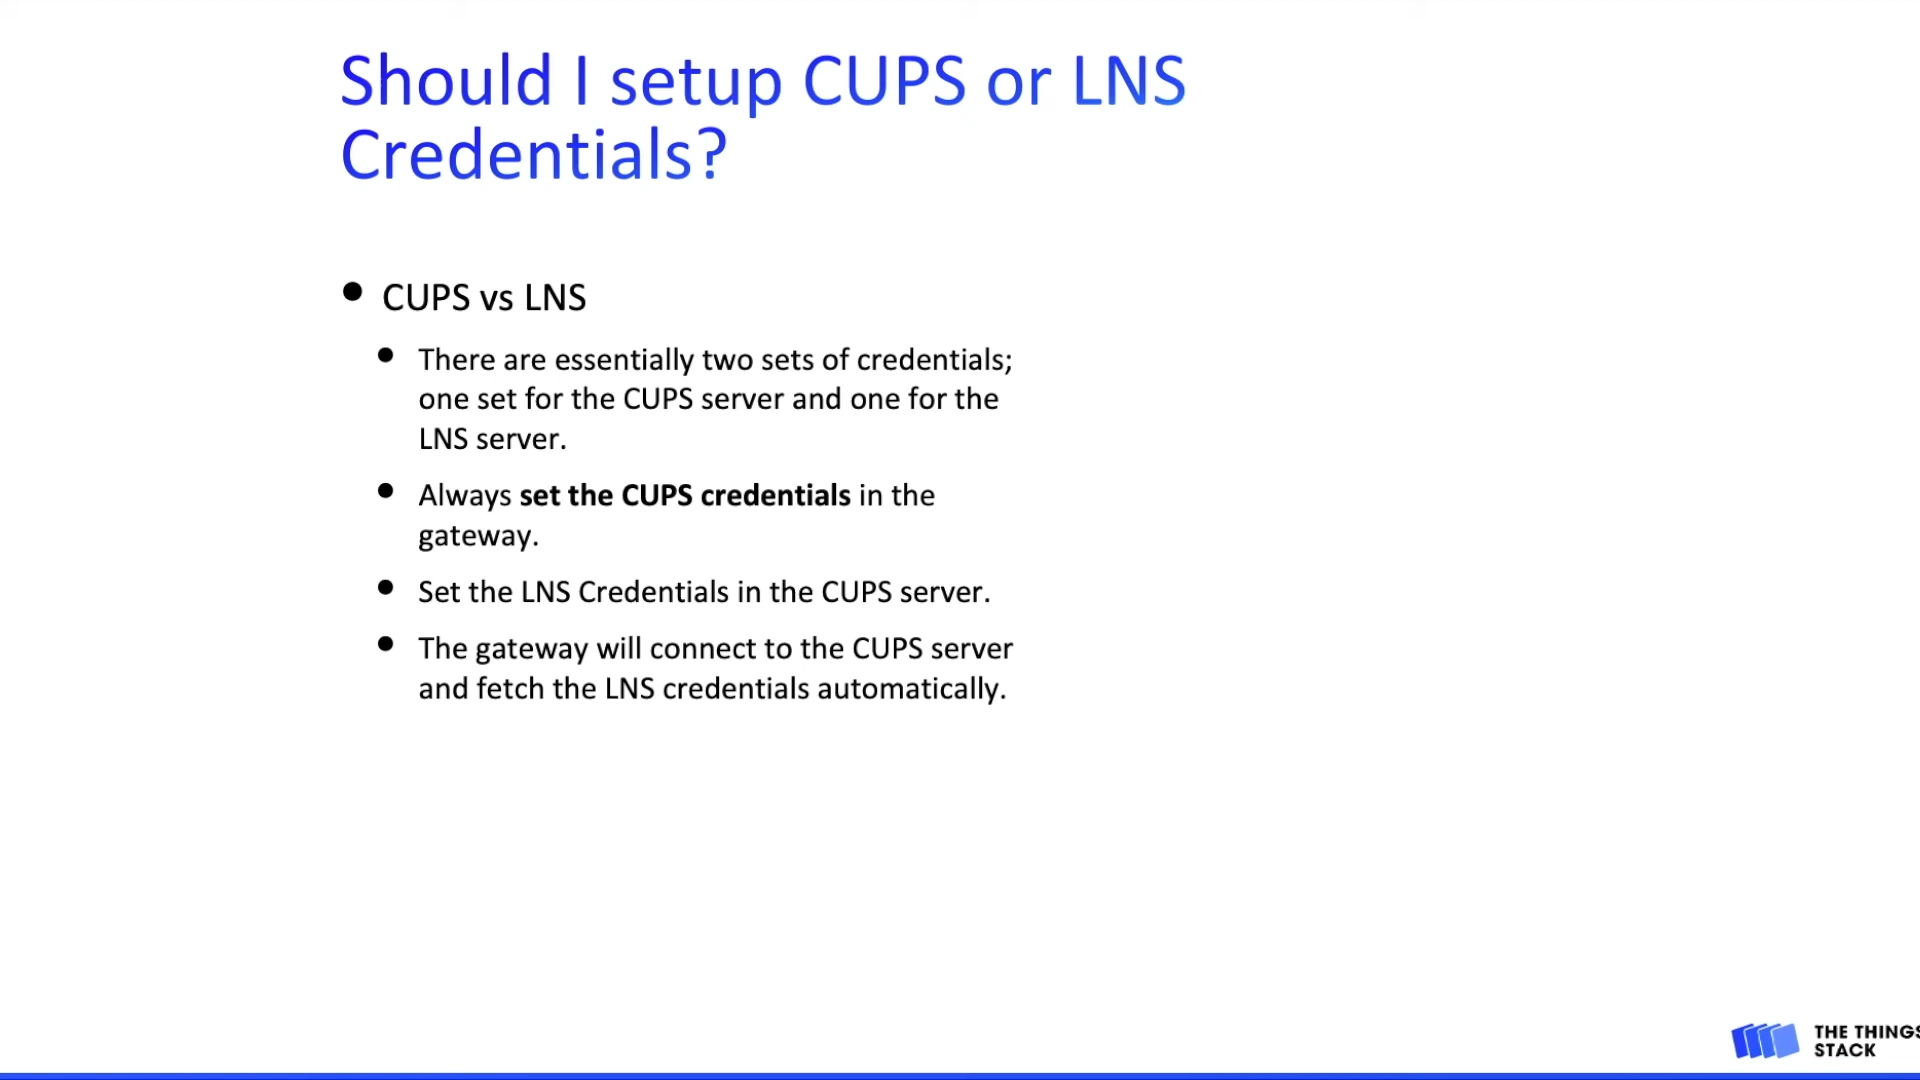 Should I setup CUPS or LNS
Credentials?
CUPS vs LNS
There are essentially two sets of credentials;
one set for the CUPS server and one for the
LNS server.
Always set the CUPS credentials in the
gateway.
Set the LNS Credentials in the CUPS server.
The gateway will connect to the CUPS server
and fetch the LNS credentials automatically.
THE THINGS
STACK